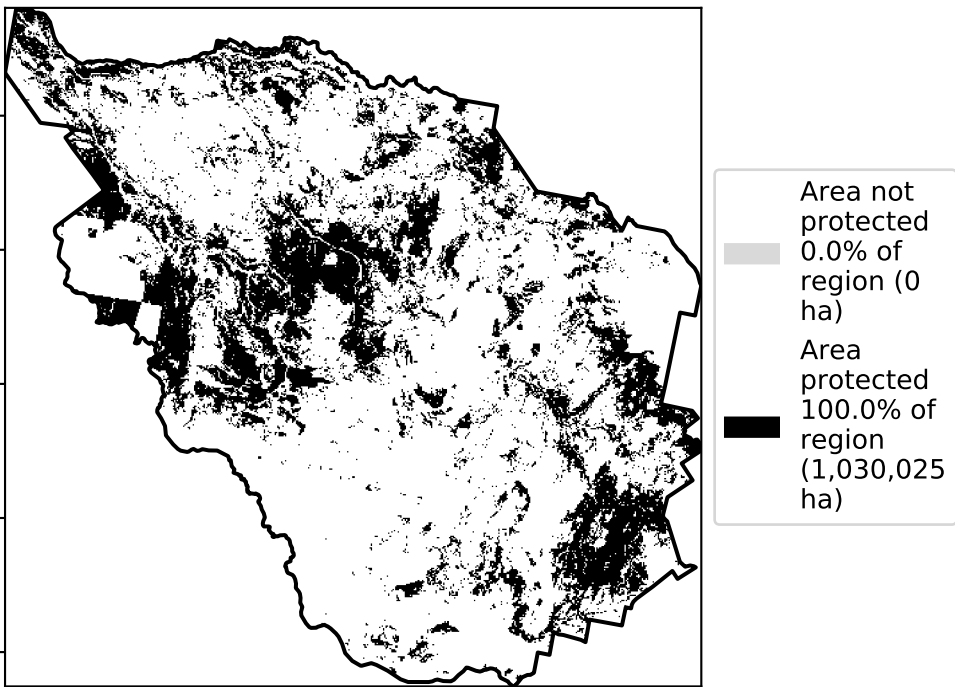 Area not
protected
0.0% of
region (0
ha)
Area
protected
100.0% of
region
(1,030,025
ha)